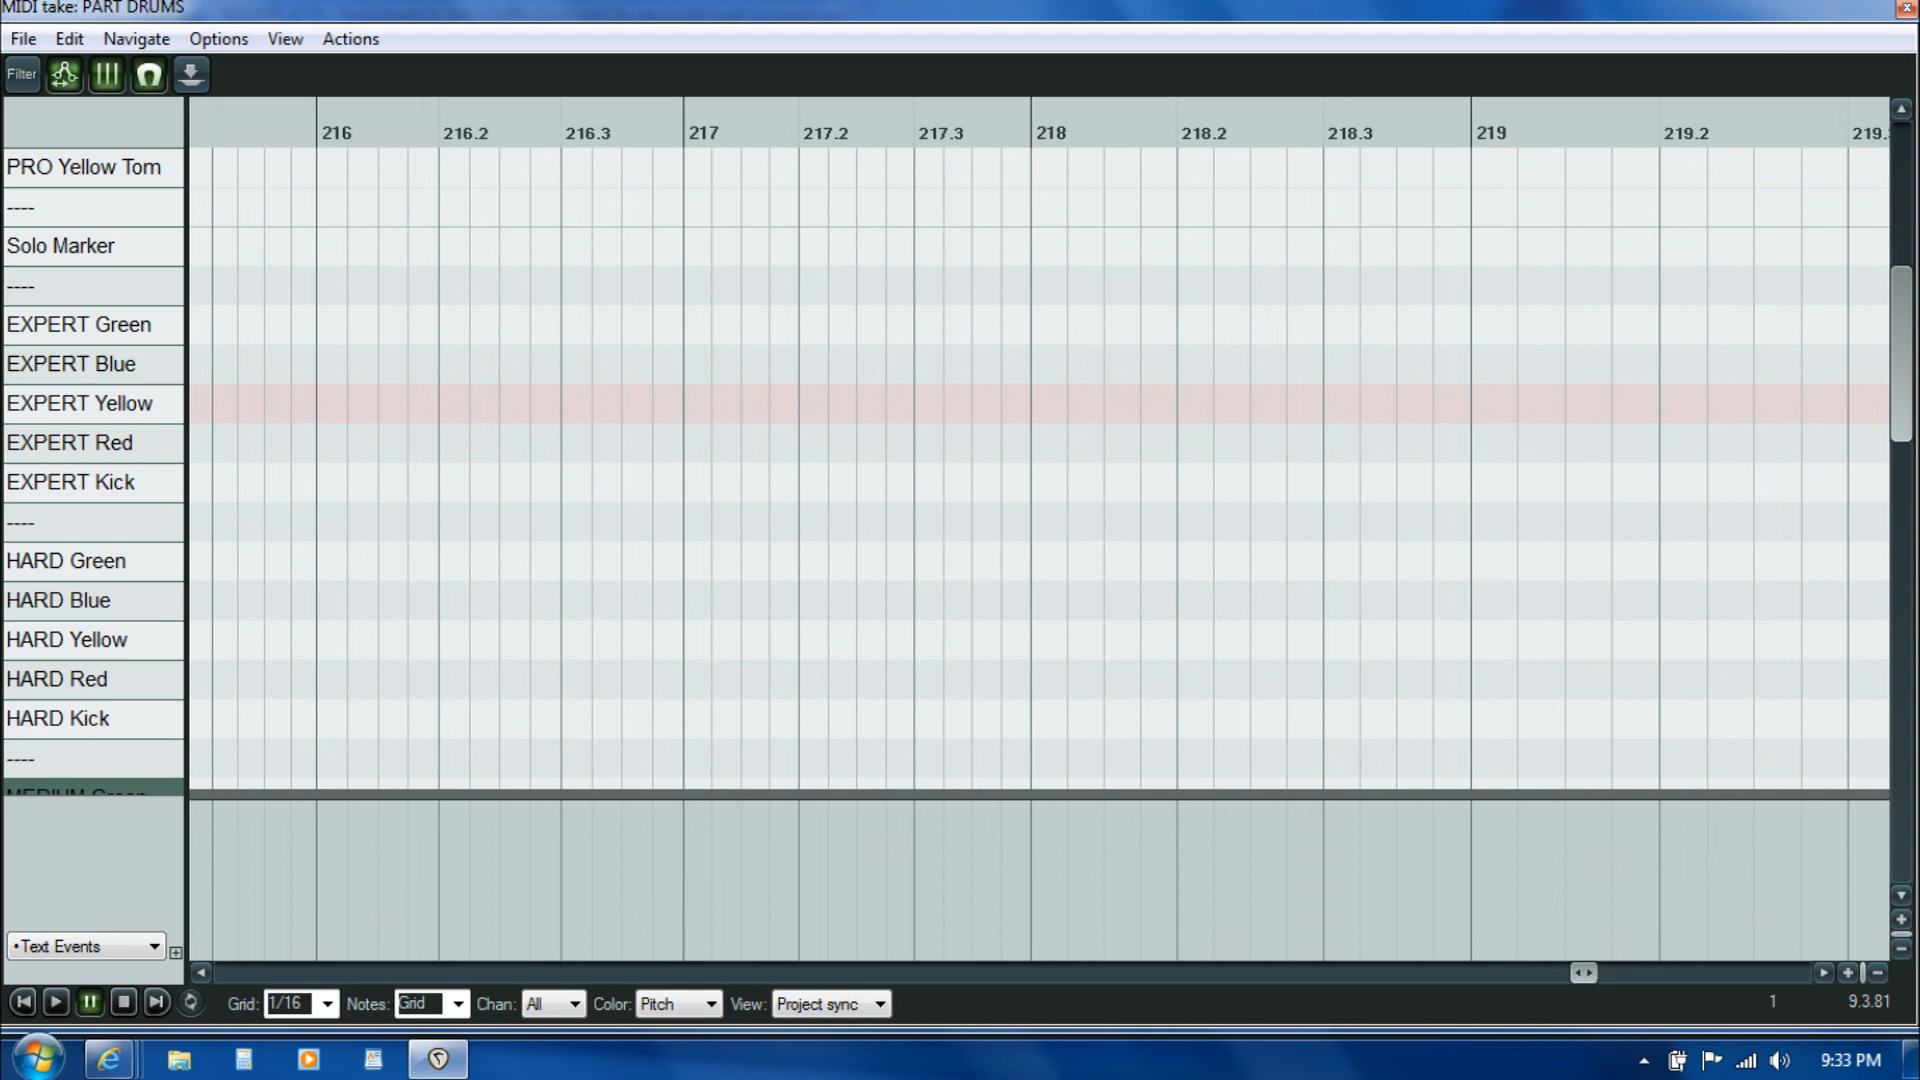 MIDI take: PART DRUMS
File Edit Navigate Options View Actions
Filter
216 216.2 216.3 217 217.2 217.3 218 218.2 218.3 219 219.2 219.
PRO Yellow Tom
----
Solo Marker
----
EXPERT Green
EXPERT Blue
EXPERT Yellow
EXPERT Red
EXPERT Kick
----
HARD Green
HARD Blue
HARD Yellow
HARD Red
HARD Kick
----
MEDIUM Green
•Text Events
Grid: 1/16 Notes: Grid Chan: All Color: Pitch View: Project sync 1 9.3.81
9:33 PM